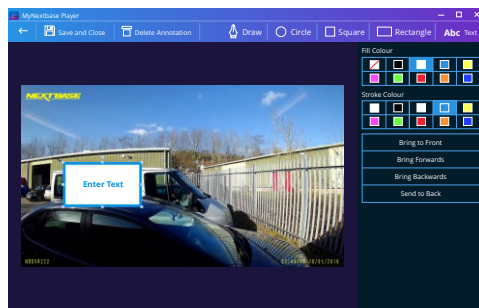 MyNextbase Player
Save and Close
Delete Annotation
Draw
Circle
Square
Rectangle
Abc Text
Fill Colour
Stroke Colour
Bring to Front
Bring Forwards
Bring Backwards
Send to Back
NEXTBASE
Enter Text
NBDVR222